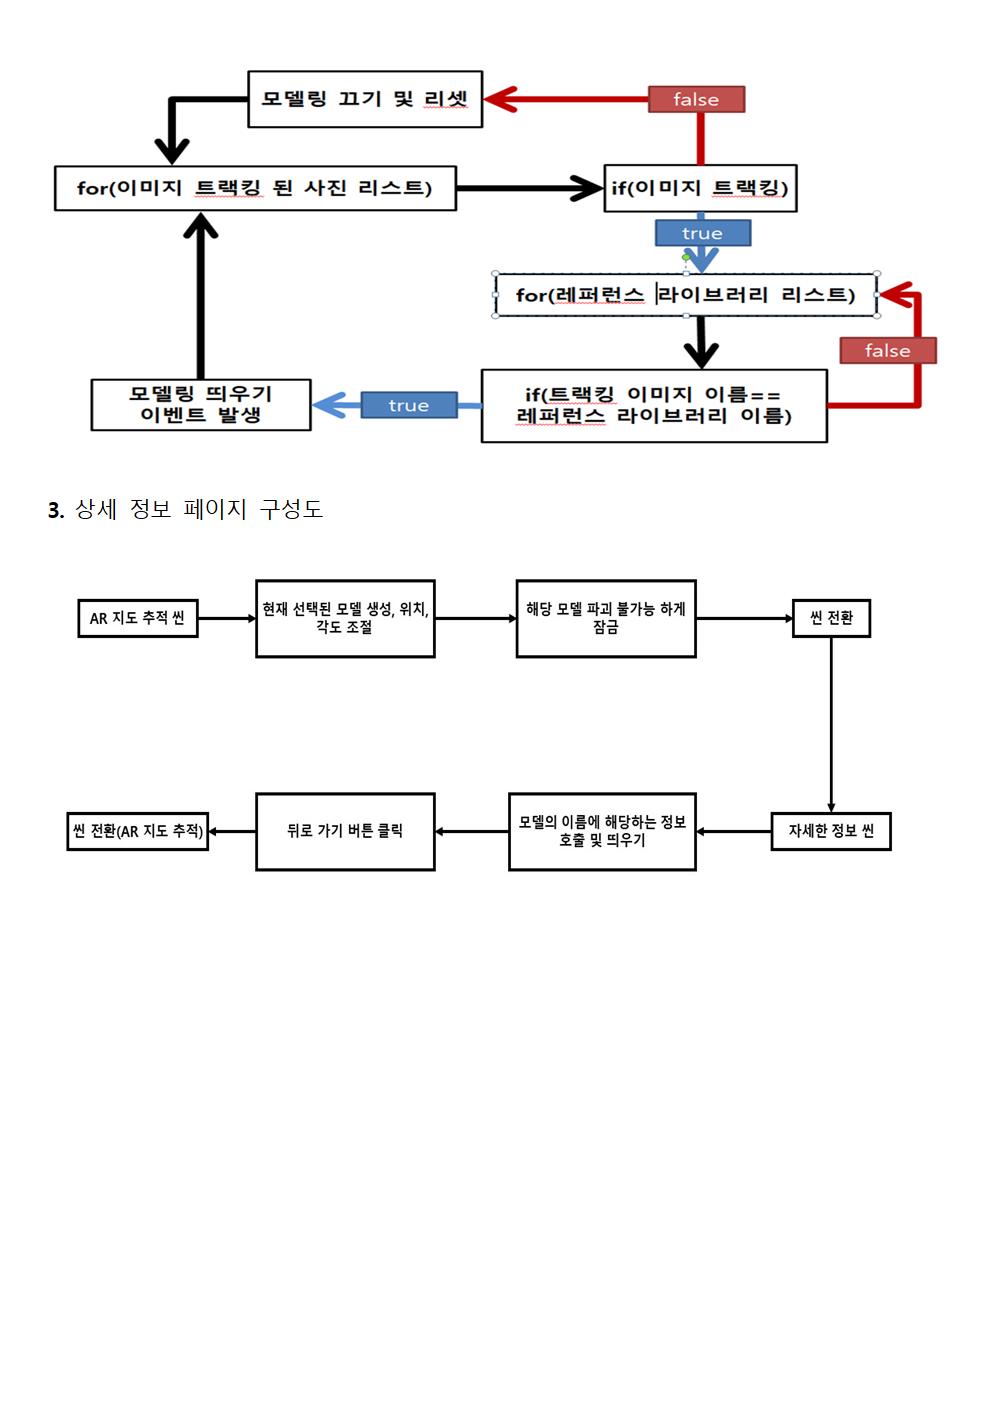 모델링 끄기 및 리셋
false
for(이미지 트랙킹 된 사진 리스트)
if(이미지 트랙킹)
true
for(레퍼런스 라이브러리 리스트)
false
모델링 띄우기
이벤트 발생
true
if(트랙킹 이미지 이름==
레퍼런스 라이브러리 이름)
3. 상세 정보 페이지 구성도
AR 지도 추적 씬
현재 선택된 모델 생성, 위치,
각도 조절
해당 모델 파괴 불가능 하게
잠금
씬 전환
씬 전환(AR 지도 추적)
뒤로 가기 버튼 클릭
모델의 이름에 해당하는 정보
호출 및 띄우기
자세한 정보 씬